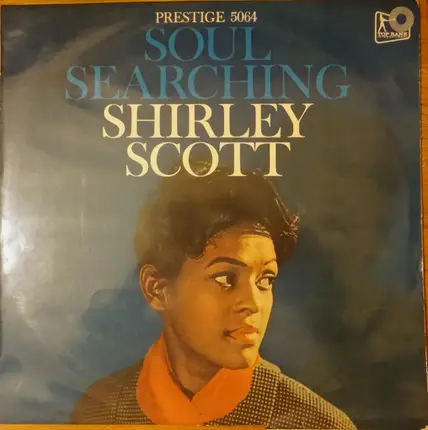 PRESTIGE 5064
SOUL
SEARCHING
SHIRLEY
SCOTT